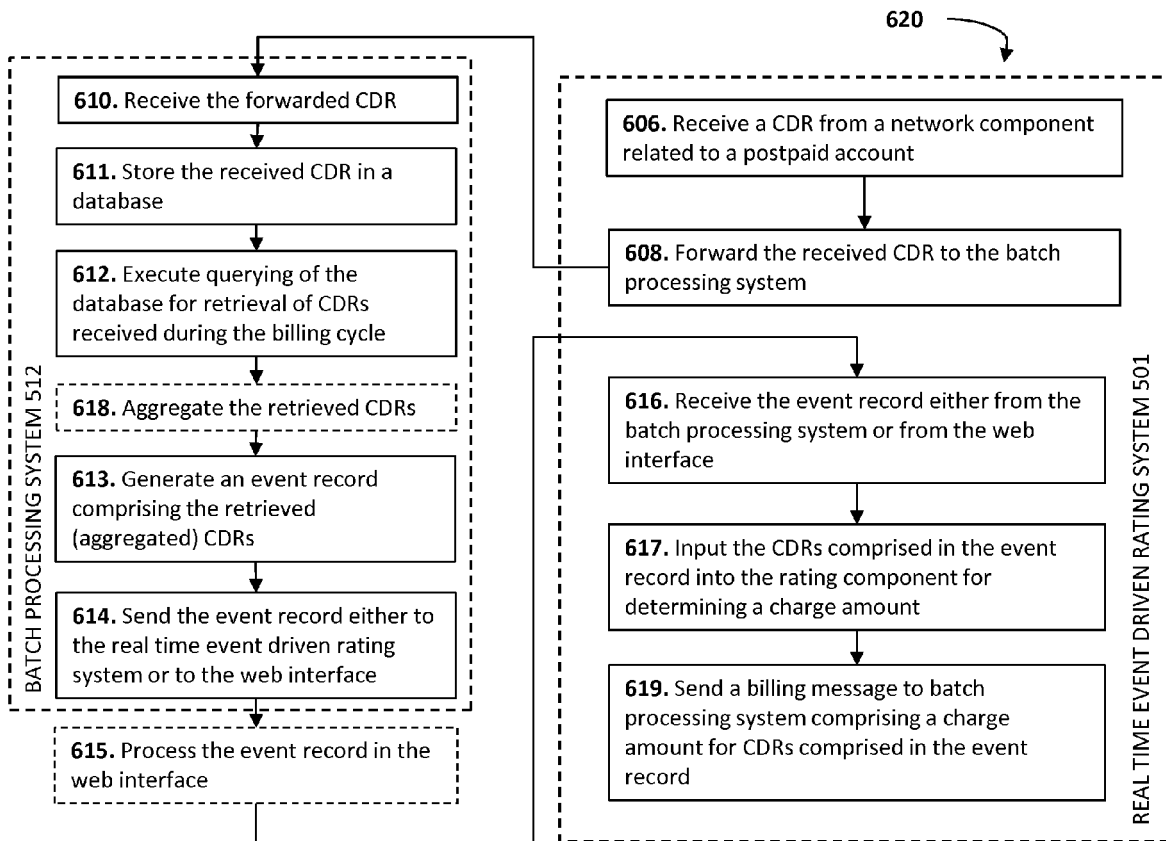 620
610. Receive the forwarded CDR
611. Store the received CDR in a
database
612. Execute querying of the
database for retrieval of CDRs
received during the billing cycle
618. Aggregate the retrieved CDRs
613. Generate an event record
comprising the retrieved
(aggregated) CDRs
614. Send the event record either to
the real time event driven rating
system or to the web interface
BATCH PROCESSING SYSTEM 512
615. Process the event record in the
web interface
606. Receive a CDR from a network component
related to a postpaid account
608. Forward the received CDR to the batch
processing system
616. Receive the event record either from the
batch processing system or from the web
interface
617. Input the CDRs comprised in the event
record into the rating component for
determining a charge amount
619. Send a billing message to batch
processing system comprising a charge
amount for CDRs comprised in the event
record
REAL TIME EVENT DRIVEN RATING SYSTEM 501